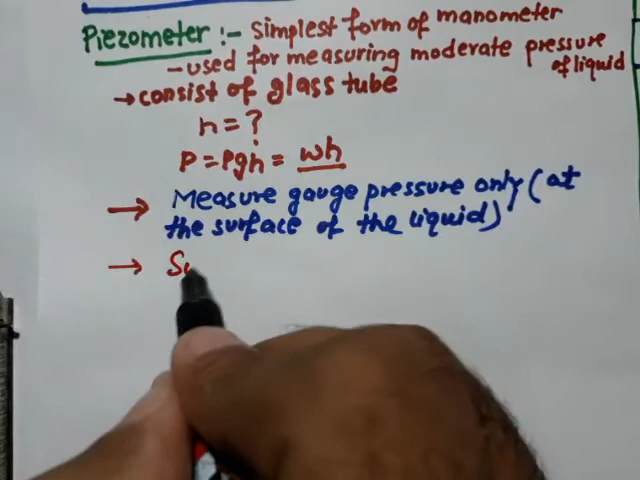 Piezometer :- Simplest form of manometer
- used for measuring moderate pressure of liquid
→ consist of glass tube
h = ?
P = ρgh = wh
→ Measure gauge pressure only (at
the surface of the liquid)
→ Su